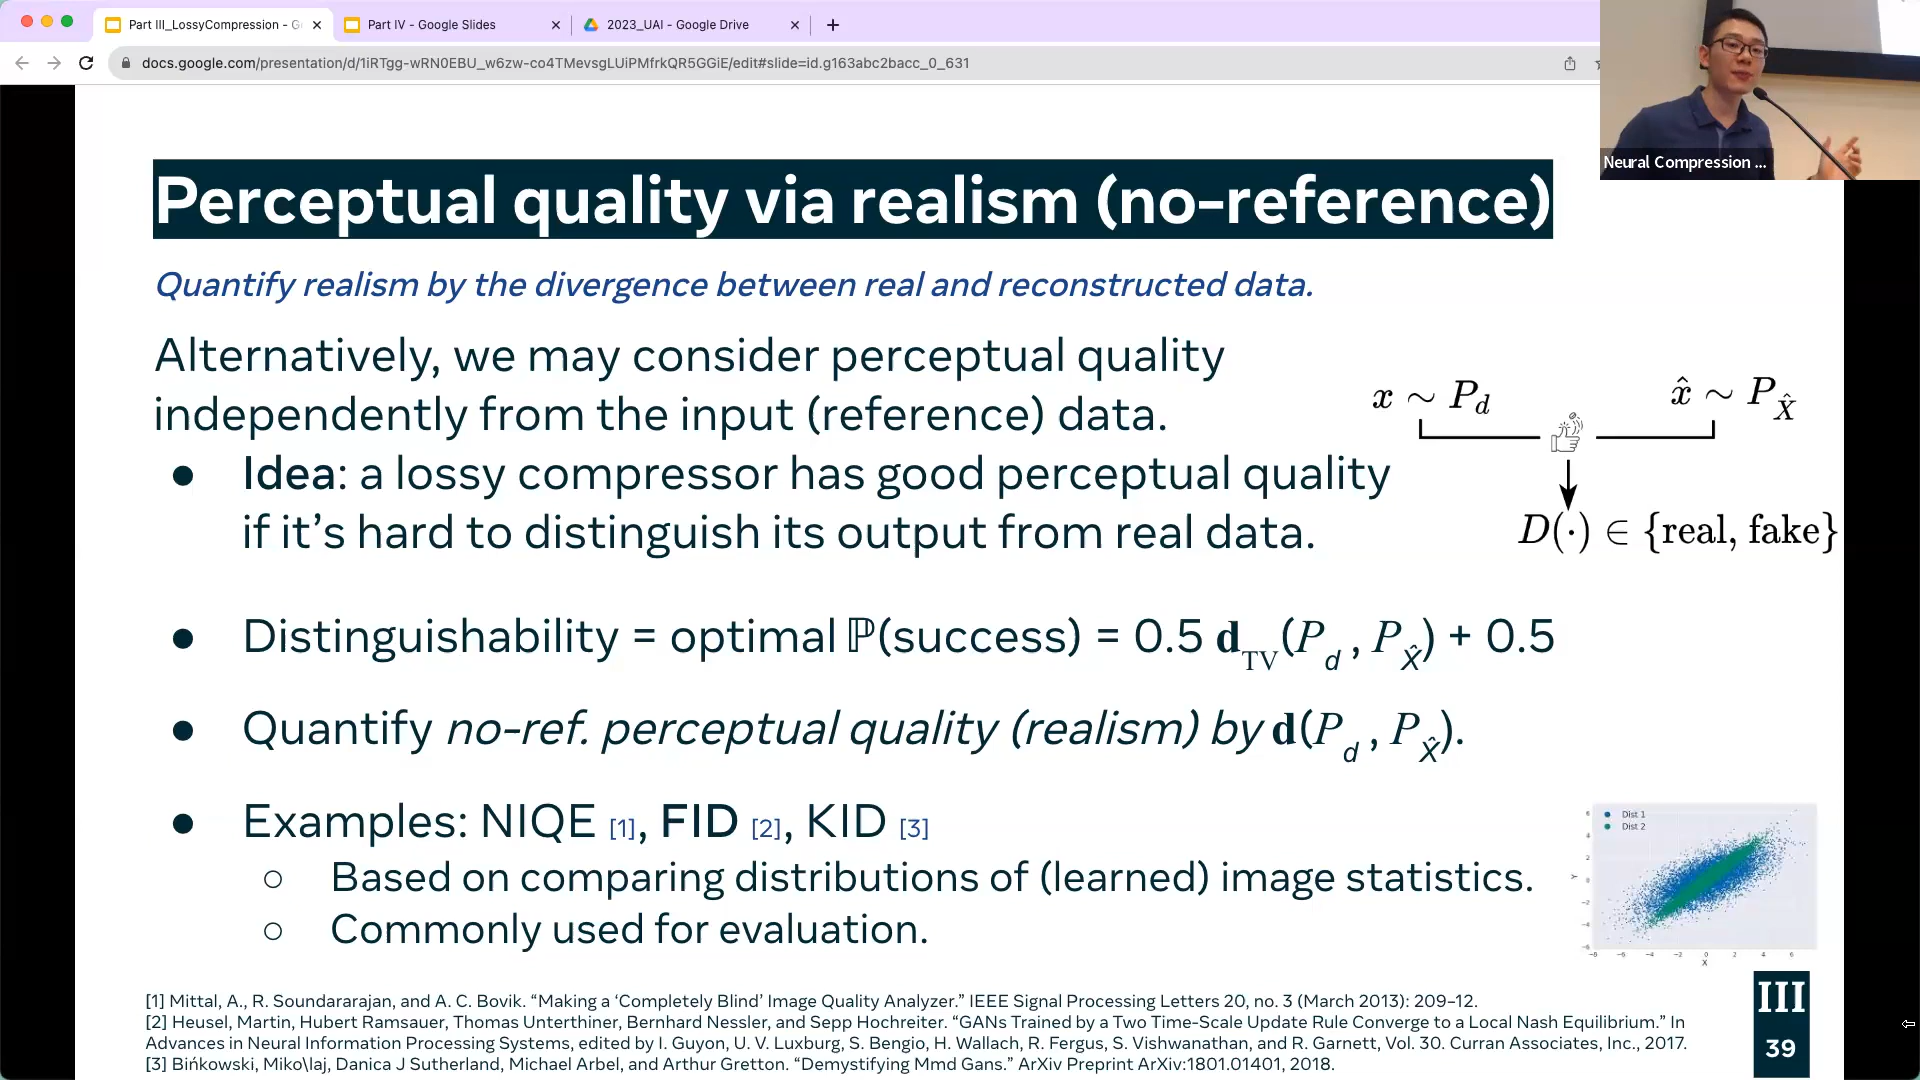 Part III_LossyCompression - G
Part IV - Google Slides
2023_UAI - Google Drive
docs.google.com/presentation/d/1iRTgg-wRN0EBU_w6zw-co4TMevsgLUiPMfrkQR5GGiE/edit#slide=id.g163abc2bacc_0_631
Neural Compression ...
Perceptual quality via realism (no-reference)
Quantify realism by the divergence between real and reconstructed data.
Alternatively, we may consider perceptual quality
independently from the input (reference) data.
x ~ P_d
x̂ ~ P_X̂
● Idea: a lossy compressor has good perceptual quality
if it's hard to distinguish its output from real data.
D(·) ∈ {real, fake}
● Distinguishability = optimal ℙ(success) = 0.5 d_TV(P_d, P_X̂) + 0.5
● Quantify no-ref. perceptual quality (realism) by d(P_d, P_X̂).
● Examples: NIQE [1], FID [2], KID [3]
○ Based on comparing distributions of (learned) image statistics.
○ Commonly used for evaluation.
Dist 1
Dist 2
X
[1] Mittal, A., R. Soundararajan, and A. C. Bovik. “Making a ‘Completely Blind’ Image Quality Analyzer.” IEEE Signal Processing Letters 20, no. 3 (March 2013): 209–12.
[2] Heusel, Martin, Hubert Ramsauer, Thomas Unterthiner, Bernhard Nessler, and Sepp Hochreiter. “GANs Trained by a Two Time-Scale Update Rule Converge to a Local Nash Equilibrium.” In
Advances in Neural Information Processing Systems, edited by I. Guyon, U. V. Luxburg, S. Bengio, H. Wallach, R. Fergus, S. Vishwanathan, and R. Garnett, Vol. 30. Curran Associates, Inc., 2017.
[3] Bińkowski, Miko\laj, Danica J Sutherland, Michael Arbel, and Arthur Gretton. “Demystifying Mmd Gans.” ArXiv Preprint ArXiv:1801.01401, 2018.
III
39